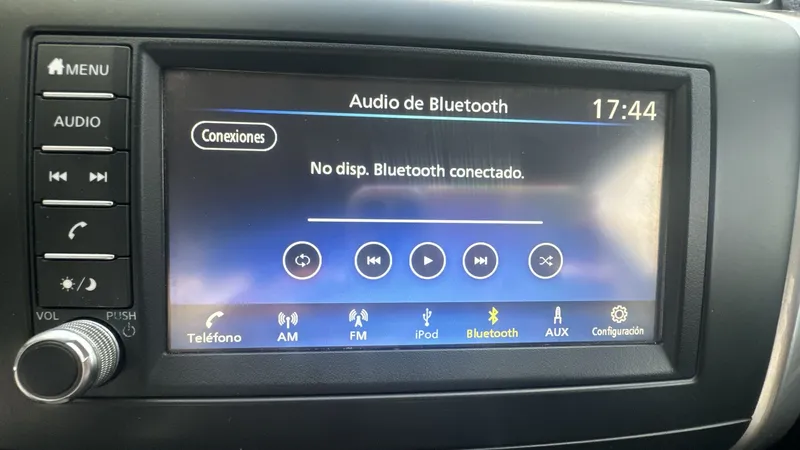 MENU
AUDIO
VOL
PUSH
Audio de Bluetooth
17:44
Conexiones
No disp. Bluetooth conectado.
Teléfono
AM
FM
iPod
Bluetooth
AUX
Configuración